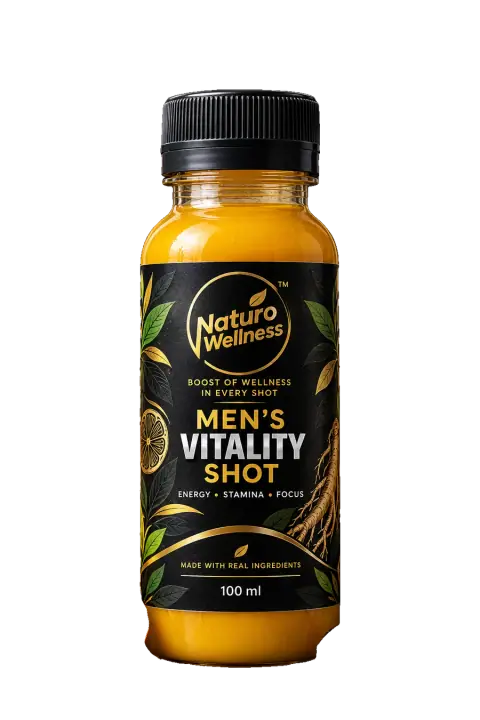 Naturo
Wellness
TM
BOOST OF WELLNESS
IN EVERY SHOT
MEN'S
VITALITY
SHOT
ENERGY • STAMINA • FOCUS
MADE WITH REAL INGREDIENTS
100 ml